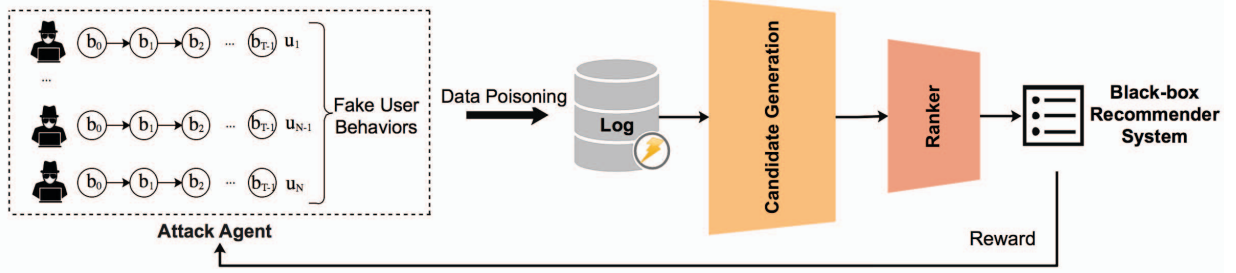 b0 b1 b2 ... bT-1 u1
...
b0 b1 b2 ... bT-1 uN-1
b0 b1 b2 ... bT-1 uN
Fake User
Behaviors
Attack Agent
Data Poisoning
Log
Candidate Generation
Ranker
Black-box
Recommender
System
Reward